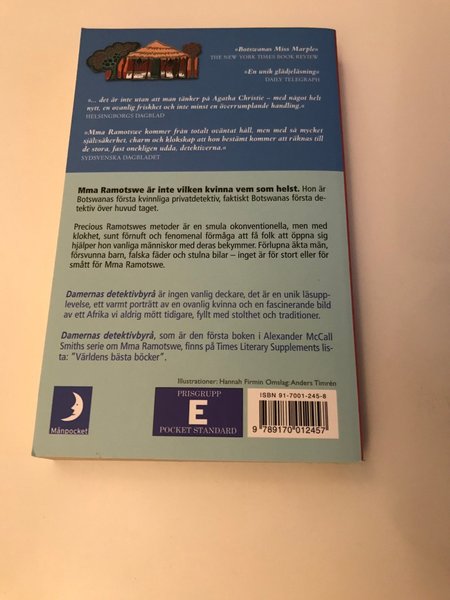 »Botswanas Miss Marple»
THE NEW YORK TIMES BOOK REVIEW
»En unik glädjeläsning»
DAILY TELEGRAPH
»... det är inte utan att man tänker på Agatha Christie – med något helt
nytt, en ovanlig friskhet och inte minst en överrumplande handling.«
HELSINGBORGS DAGBLAD
»Mma Ramotswe kommer från totalt oväntat håll, men med så mycket
självsäkerhet, charm och klokskap att hon bestämt kommer att räknas till
de stora, fast onekligen udda, detektiverna.«
SYDSVENSKA DAGBLADET
Mma Ramotswe är inte vilken kvinna vem som helst. Hon är
Botswanas första kvinnliga privatdetektiv, faktiskt Botswanas första de-
tektiv över huvud taget.
Precious Ramotswes metoder är en smula okonventionella, men med
klokhet, sunt förnuft och fenomenal förmåga att få folk att öppna sig
hjälper hon vanliga människor med deras bekymmer. Förlupna äkta män,
försvunna barn, falska fäder och stulna bilar – inget är för stort eller för
smått för Mma Ramotswe.
Damernas detektivbyrå är ingen vanlig deckare, det är en unik läsupp-
levelse, ett varmt porträtt av en ovanlig kvinna och en fascinerande bild
av ett Afrika vi aldrig mött tidigare, fyllt med stolthet och traditioner.
Damernas detektivbyrå, som är den första boken i Alexander McCall
Smiths serie om Mma Ramotswe, finns på Times Literary Supplements lis-
ta: ”Världens bästa böcker”.
Illustrationer: Hannah Firmin Omslag: Anders Timrén
Månpocket
PRISGRUPP
E
POCKET STANDARD
ISBN 91-7001-245-8
9 789170 012457